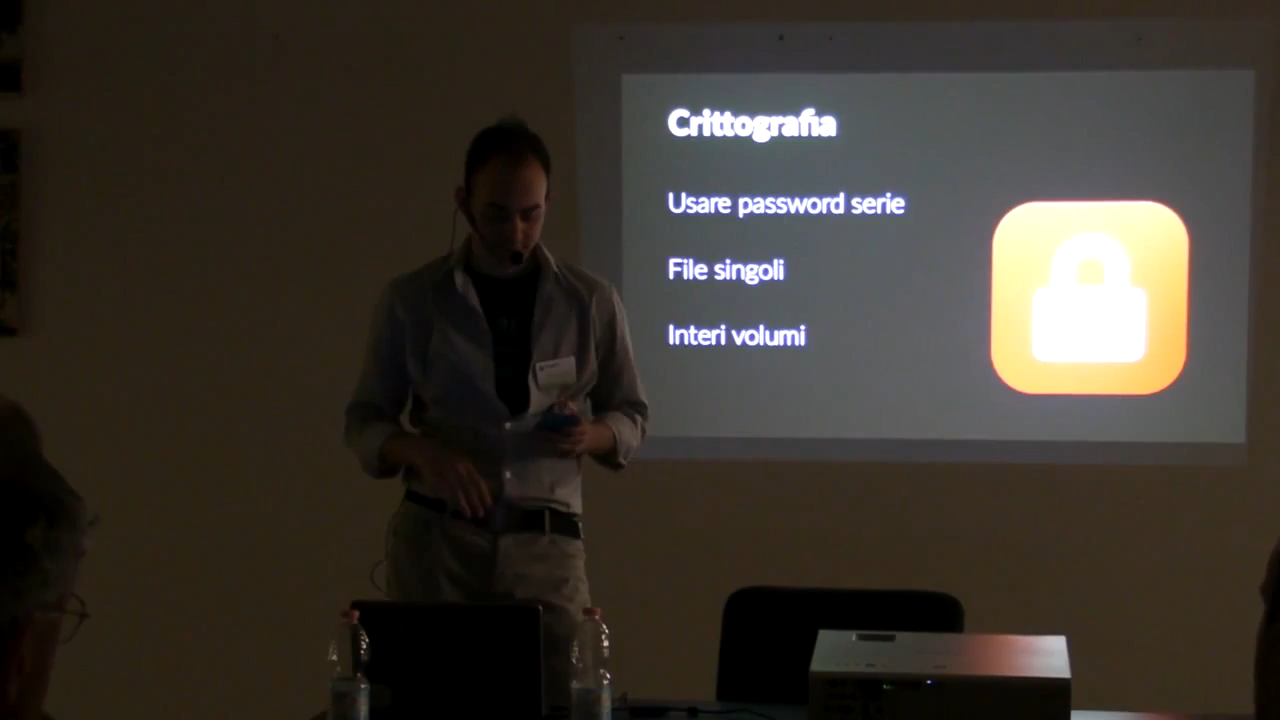 Crittografia
Usare password serie
File singoli
Interi volumi